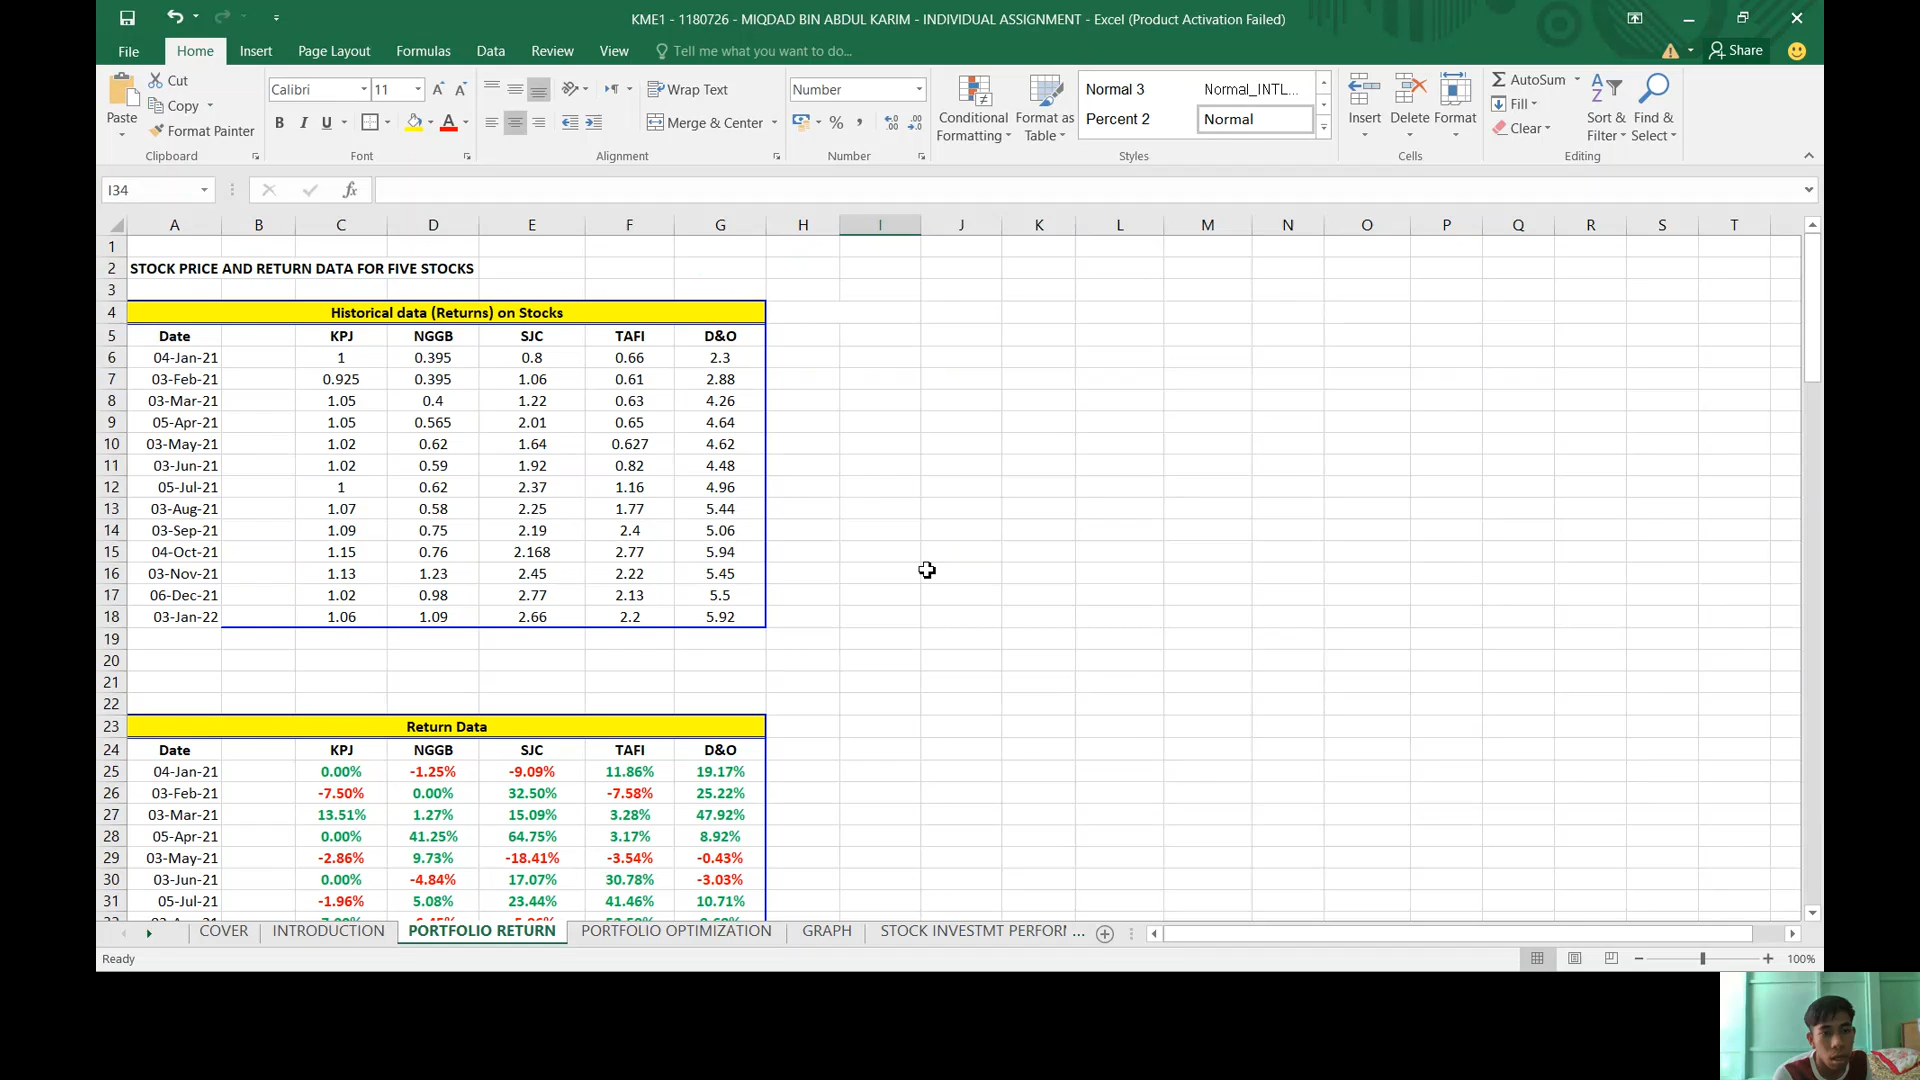 KME1 - 1180726 - MIQDAD BIN ABDUL KARIM - INDIVIDUAL ASSIGNMENT - Excel (Product Activation Failed)
File Home Insert Page Layout Formulas Data Review View Tell me what you want to do... Share
Paste Cut Copy Format Painter Clipboard
Calibri 11 B I U A Font
Wrap Text Merge & Center Alignment
Number % , Number
Conditional Formatting Format as Table Normal 3 Normal_INTL... Percent 2 Normal Styles
Insert Delete Format Cells
AutoSum Fill Clear Sort & Filter Find & Select Editing
I34 fx
A B C D E F G H I J K L M N O P Q R S T
1
2 STOCK PRICE AND RETURN DATA FOR FIVE STOCKS
3
4 Historical data (Returns) on Stocks
5 Date KPJ NGGB SJC TAFI D&O
6 04-Jan-21 1 0.395 0.8 0.66 2.3
7 03-Feb-21 0.925 0.395 1.06 0.61 2.88
8 03-Mar-21 1.05 0.4 1.22 0.63 4.26
9 05-Apr-21 1.05 0.565 2.01 0.65 4.64
10 03-May-21 1.02 0.62 1.64 0.627 4.62
11 03-Jun-21 1.02 0.59 1.92 0.82 4.48
12 05-Jul-21 1 0.62 2.37 1.16 4.96
13 03-Aug-21 1.07 0.58 2.25 1.77 5.44
14 03-Sep-21 1.09 0.75 2.19 2.4 5.06
15 04-Oct-21 1.15 0.76 2.168 2.77 5.94
16 03-Nov-21 1.13 1.23 2.45 2.22 5.45
17 06-Dec-21 1.02 0.98 2.77 2.13 5.5
18 03-Jan-22 1.06 1.09 2.66 2.2 5.92
19
20
21
22
23 Return Data
24 Date KPJ NGGB SJC TAFI D&O
25 04-Jan-21 0.00% -1.25% -9.09% 11.86% 19.17%
26 03-Feb-21 -7.50% 0.00% 32.50% -7.58% 25.22%
27 03-Mar-21 13.51% 1.27% 15.09% 3.28% 47.92%
28 05-Apr-21 0.00% 41.25% 64.75% 3.17% 8.92%
29 03-May-21 -2.86% 9.73% -18.41% -3.54% -0.43%
30 03-Jun-21 0.00% -4.84% 17.07% 30.78% -3.03%
31 05-Jul-21 -1.96% 5.08% 23.44% 41.46% 10.71%
COVER INTRODUCTION PORTFOLIO RETURN PORTFOLIO OPTIMIZATION GRAPH STOCK INVESTMT PERFORM ...
Ready 100%